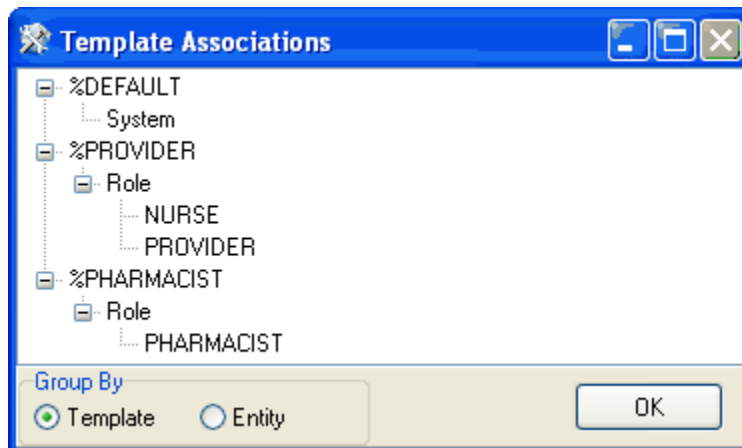 Template Associations
%DEFAULT
System
%PROVIDER
Role
NURSE
PROVIDER
%PHARMACIST
Role
PHARMACIST
Group By
Template Entity
OK